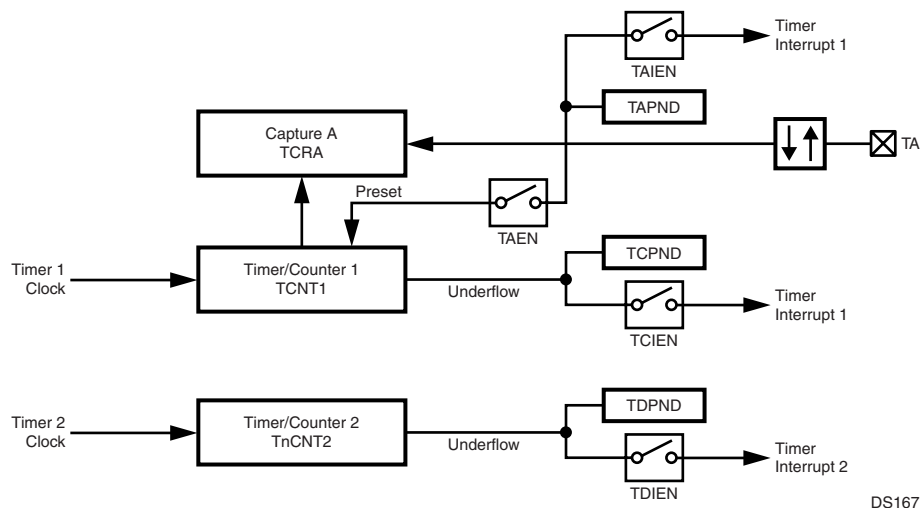 Timer
Interrupt 1
TAIEN
TAPND
Capture A
TCRA
TA
Preset
TAEN
Timer 1
Clock
Timer/Counter 1
TCNT1
Underflow
TCPND
TCIEN
Timer
Interrupt 1
Timer 2
Clock
Timer/Counter 2
TnCNT2
Underflow
TDPND
TDIEN
Timer
Interrupt 2
DS167